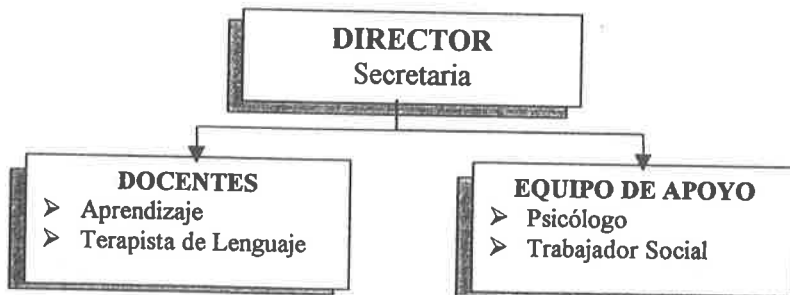 DIRECTOR
Secretaria
DOCENTES
➢ Aprendizaje
➢ Terapista de Lenguaje
EQUIPO DE APOYO
➢ Psicólogo
➢ Trabajador Social